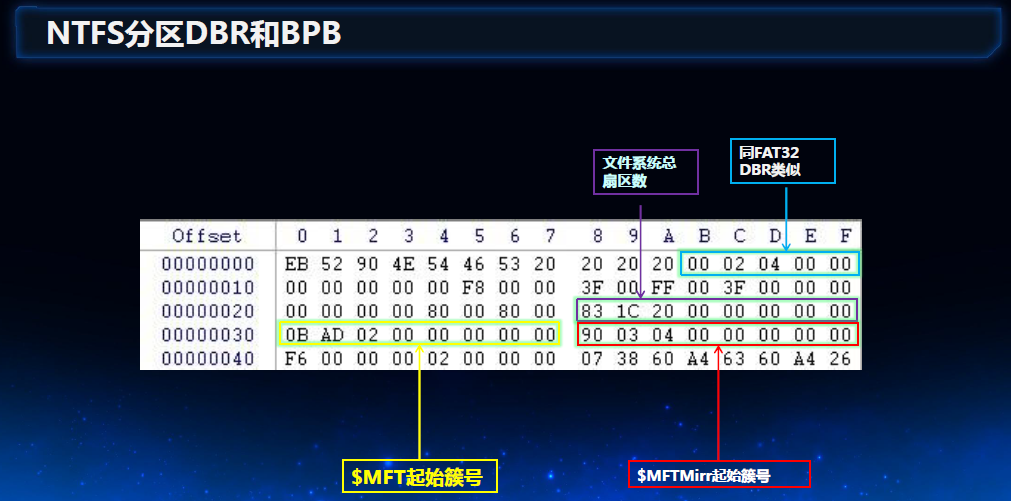 NTFS分区DBR和BPB
文件系统总
扇区数
同FAT32
DBR类似
Offset 0 1 2 3 4 5 6 7 8 9 A B C D E F
00000000 EB 52 90 4E 54 46 53 20 20 20 20 00 02 04 00 00
00000010 00 00 00 00 00 F8 00 00 3F 00 FF 00 3F 00 00 00
00000020 00 00 00 00 80 00 80 00 83 1C 20 00 00 00 00 00
00000030 0B AD 02 00 00 00 00 00 90 03 04 00 00 00 00 00
00000040 F6 00 00 00 02 00 00 00 07 38 60 A4 63 60 A4 26
$MFT起始簇号
$MFTMirr起始簇号